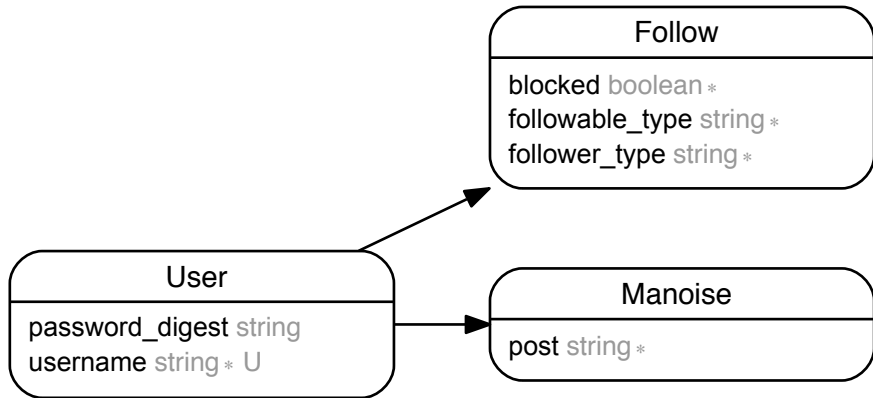 Follow
blocked boolean *
followable_type string *
follower_type string *
User
password_digest string
username string * U
Manoise
post string *